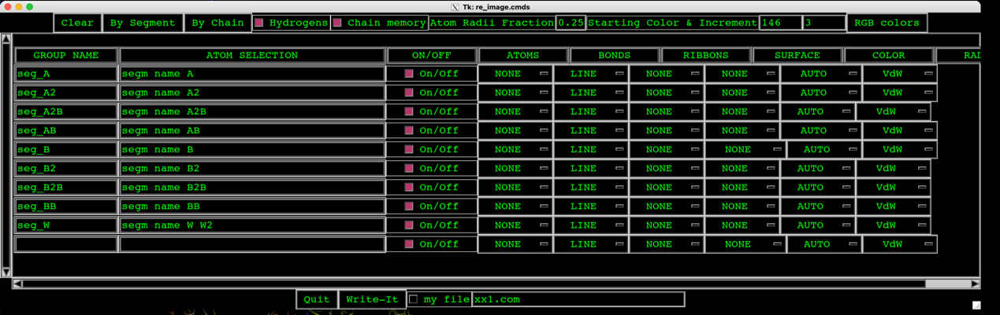 Tk: re_image.cmds
Clear By Segment By Chain Hydrogens Chain memory Atom Radii Fraction 0.25 Starting Color & Increment 146 3 RGB colors
GROUP NAME ATOM SELECTION ON/OFF ATOMS BONDS RIBBONS SURFACE COLOR RAD
seg_A segm name A On/Off NONE LINE NONE NONE AUTO VdW
seg_A2 segm name A2 On/Off NONE LINE NONE NONE AUTO VdW
seg_A2B segm name A2B On/Off NONE LINE NONE NONE AUTO VdW
seg_AB segm name AB On/Off NONE LINE NONE NONE AUTO VdW
seg_B segm name B On/Off NONE LINE NONE NONE AUTO VdW
seg_B2 segm name B2 On/Off NONE LINE NONE NONE AUTO VdW
seg_B2B segm name B2B On/Off NONE LINE NONE NONE AUTO VdW
seg_BB segm name BB On/Off NONE LINE NONE NONE AUTO VdW
seg_W segm name W W2 On/Off NONE LINE NONE NONE AUTO VdW
On/Off NONE LINE NONE NONE AUTO VdW
Quit Write-It my file xx1.com